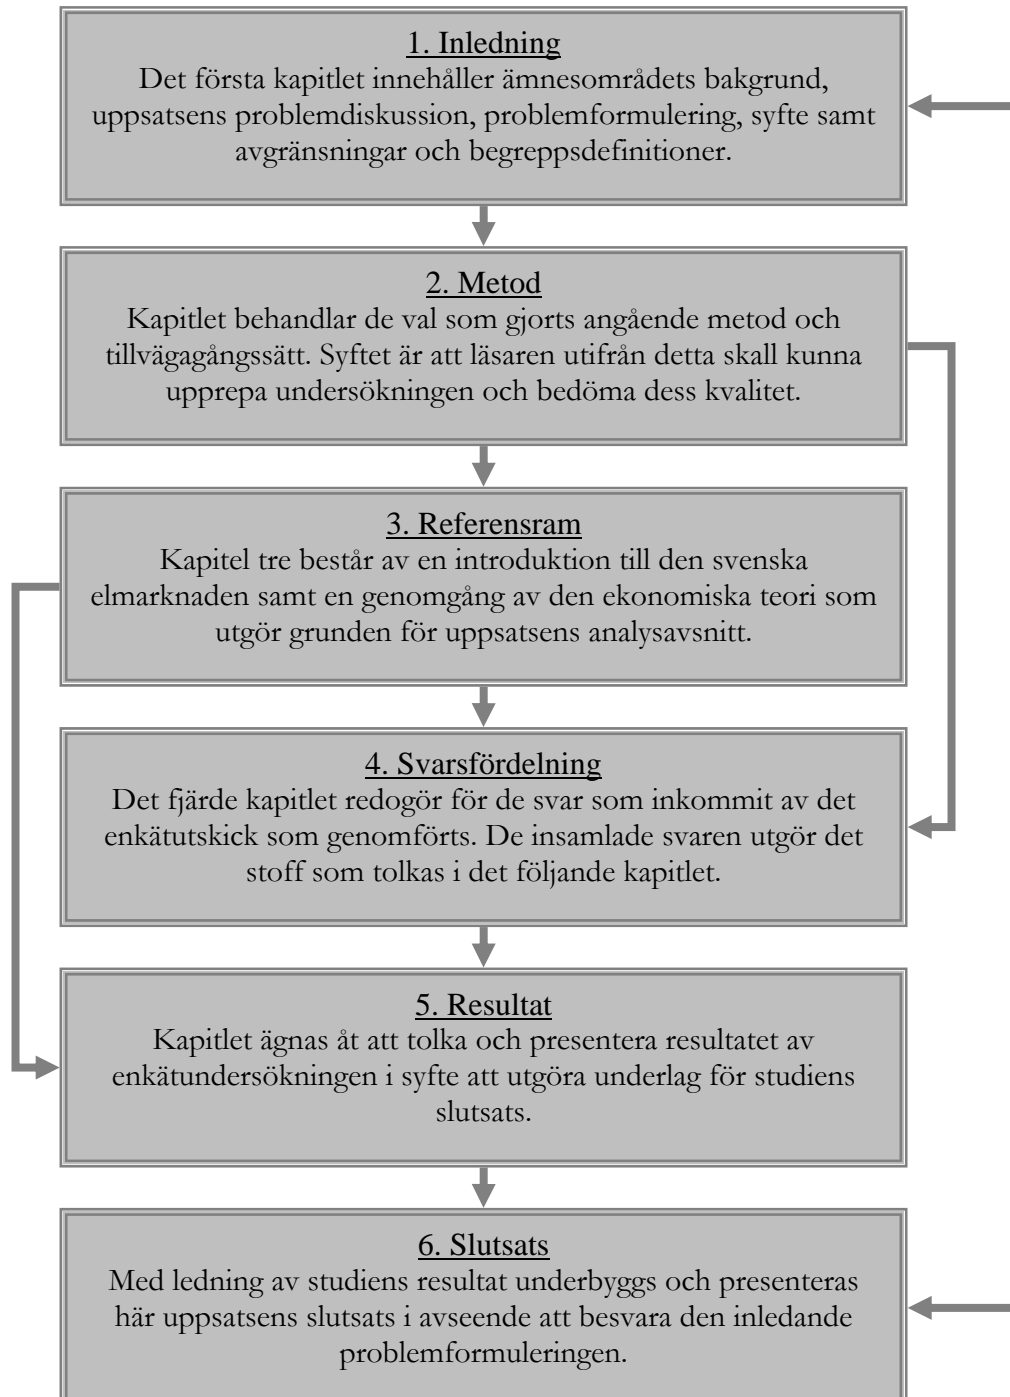 1. Inledning
Det första kapitlet innehåller ämnesområdets bakgrund,
uppsatsens problemdiskussion, problemformulering, syfte samt
avgränsningar och begreppsdefinitioner.
2. Metod
Kapitlet behandlar de val som gjorts angående metod och
tillvägagångssätt. Syftet är att läsaren utifrån detta skall kunna
upprepa undersökningen och bedöma dess kvalitet.
3. Referensram
Kapitel tre består av en introduktion till den svenska
elmarknaden samt en genomgång av den ekonomiska teori som
utgör grunden för uppsatsens analysavsnitt.
4. Svarsfördelning
Det fjärde kapitlet redogör för de svar som inkommit av det
enkätutskick som genomförts. De insamlade svaren utgör det
stoff som tolkas i det följande kapitlet.
5. Resultat
Kapitlet ägnas åt att tolka och presentera resultatet av
enkätundersökningen i syfte att utgöra underlag för studiens
slutsats.
6. Slutsats
Med ledning av studiens resultat underbyggs och presenteras
här uppsatsens slutsats i avseende att besvara den inledande
problemformuleringen.